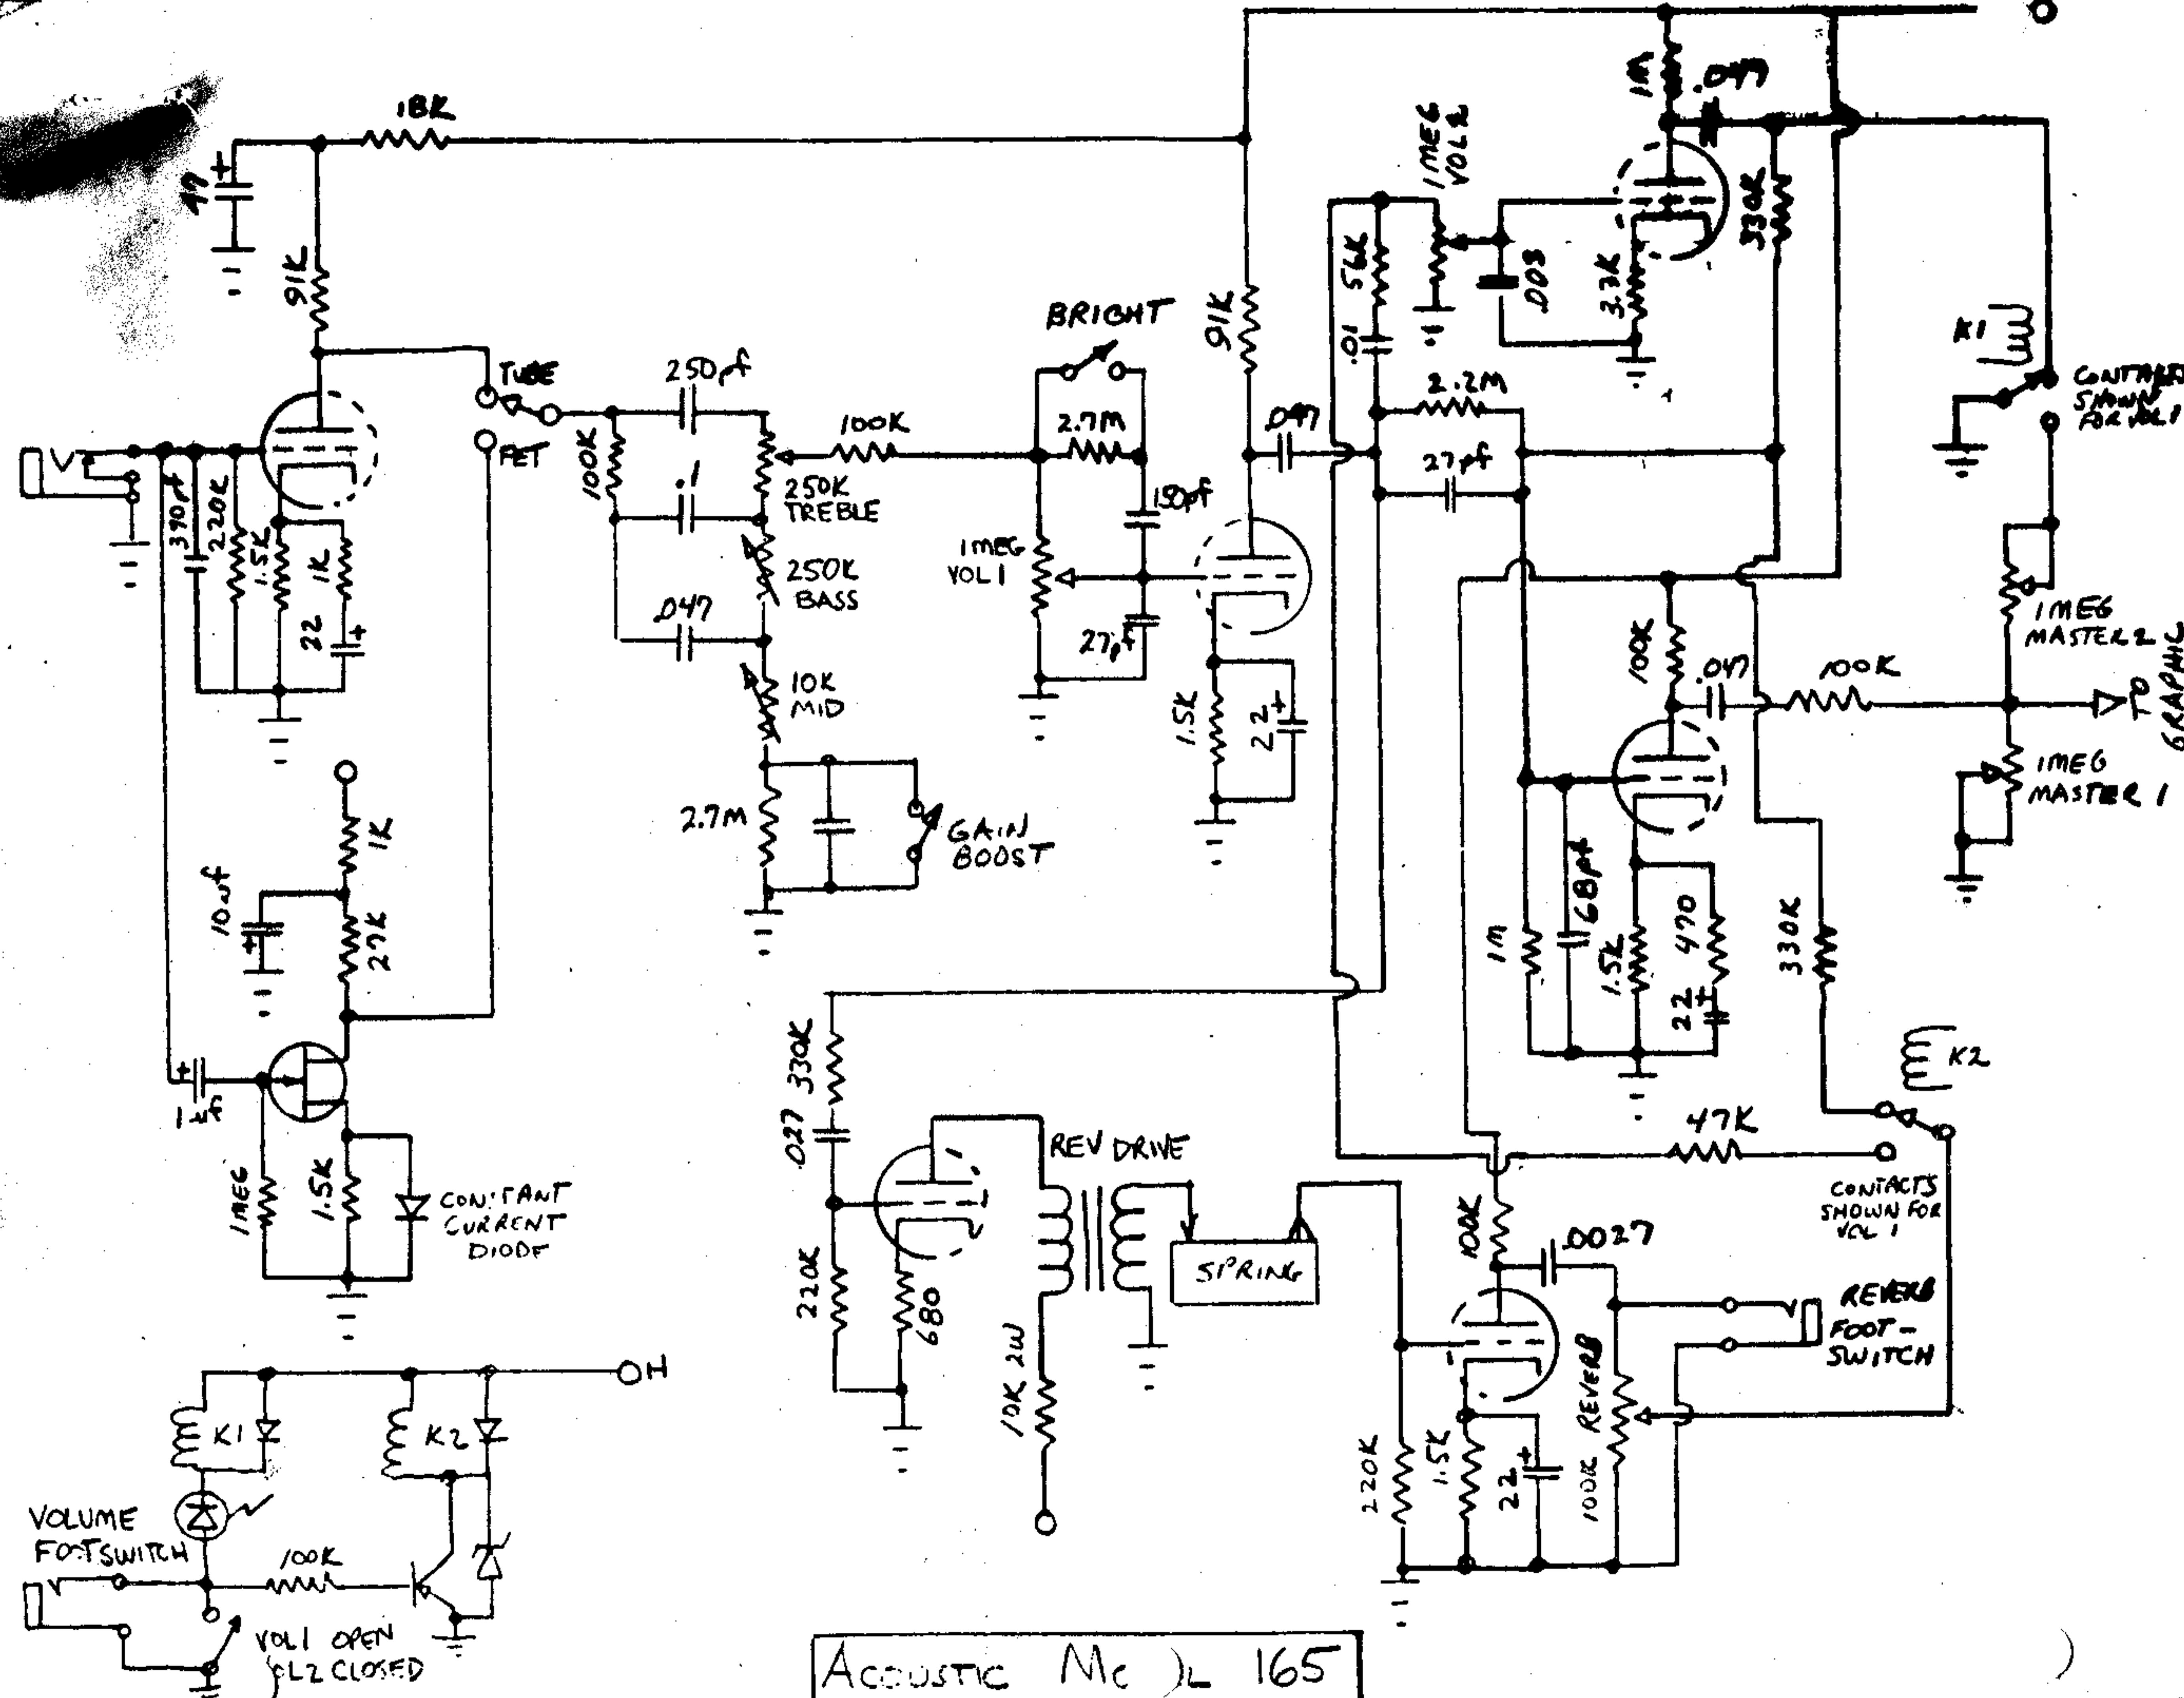 18K
47
+
91K
390pf
220K
1.5K
1K
22
+
TUBE
FET
250pf
100K
.1
250K
TREBLE
250K
BASS
.047
10K
MID
2.7M
GAIN
BOOST
100K
BRIGHT
2.7M
150pf
1MEG
VOL 1
27pf
91K
.047
1.5K
22
+
1MEG
VOL 2
56K
.01
.003
3.3K
1M
.047
330K
2.2M
27pf
K1
CONTACTS
SHOWN
FOR VOL 1
1MEG
MASTER 2
TO
GRAPHIC
1MEG
MASTER 1
100K
.047
100K
1M
68pf
1.5K
470
22
+
330K
K2
47K
CONTACTS
SHOWN FOR
VOL 1
1K
10uf
+
27K
+
1uf
1MEG
1.5K
CONSTANT
CURRENT
DIODE
330K
.027
220K
680
REV DRIVE
10K 2W
SPRING
100K
.0027
220K
1.5K
22
+
100K REVERB
REVERB
FOOT-
SWITCH
H
K1
K2
VOLUME
FOOTSWITCH
100K
VOL 1 OPEN
OL2 CLOSED
ACOUSTIC 165